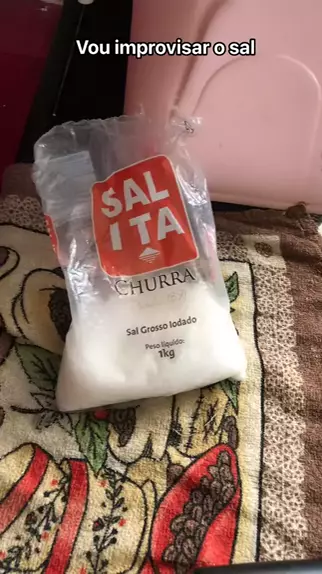 Vou improvisar o sal
SAL
ITA
CHURRA
Sal Grosso Iodado
Peso líquido:
1kg